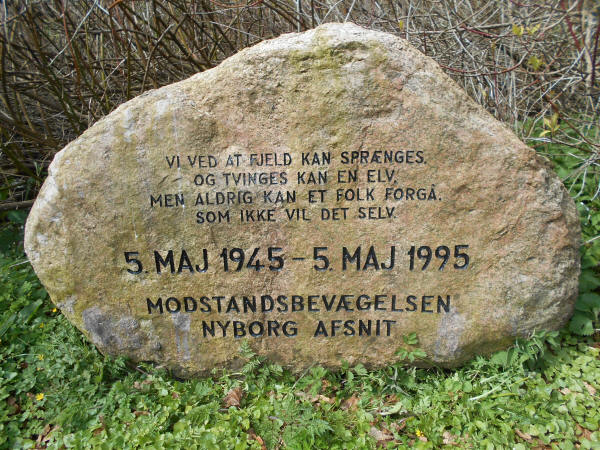 VI VED AT FJELD KAN SPRÆNGES,
OG TVINGES KAN EN ELV,
MEN ALDRIG KAN ET FOLK FORGÅ,
SOM IKKE VIL DET SELV.
5. MAJ 1945 – 5. MAJ 1995
MODSTANDSBEVÆGELSEN
NYBORG AFSNIT